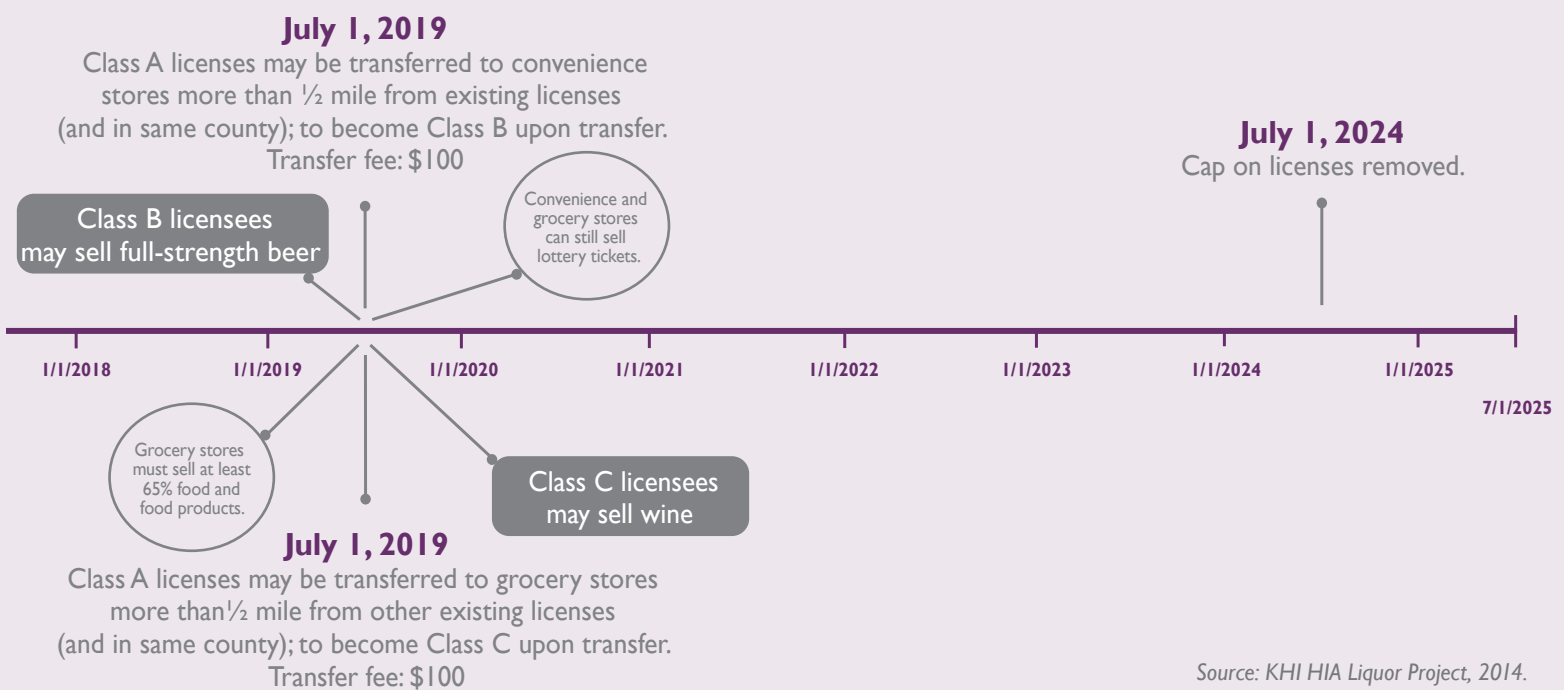 July 1, 2019
Class A licenses may be transferred to convenience
stores more than ½ mile from existing licenses
(and in same county); to become Class B upon transfer.
Transfer fee: $100
July 1, 2024
Cap on licenses removed.
Class B licensees
may sell full-strength beer
Convenience and
grocery stores
can still sell
lottery tickets.
1/1/2018
1/1/2019
1/1/2020
1/1/2021
1/1/2022
1/1/2023
1/1/2024
1/1/2025
7/1/2025
Grocery stores
must sell at least
65% food and
food products.
Class C licensees
may sell wine
July 1, 2019
Class A licenses may be transferred to grocery stores
more than½ mile from other existing licenses
(and in same county); to become Class C upon transfer.
Transfer fee: $100
Source: KHI HIA Liquor Project, 2014.